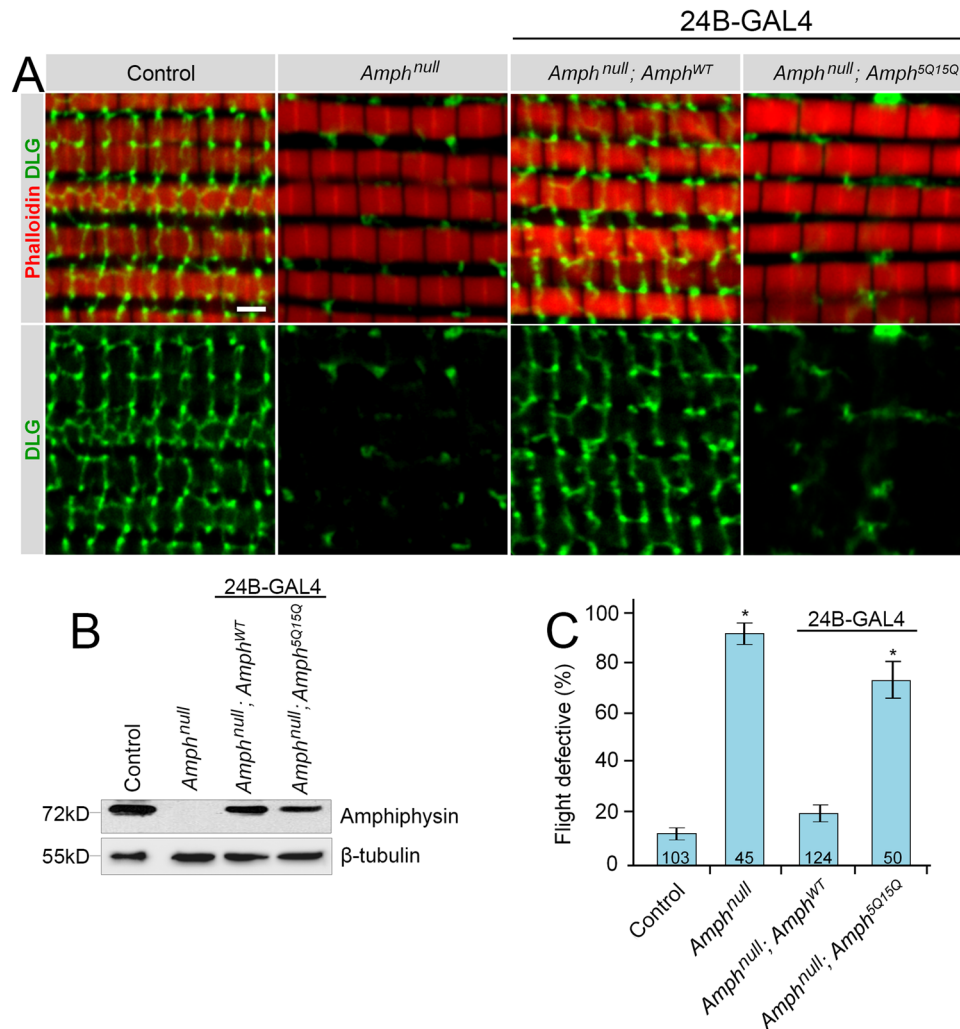 24B-GAL4
A
Control
Amph^null
Amph^null; Amph^WT
Amph^null; Amph^5Q15Q
Phalloidin DLG
DLG
B
24B-GAL4
Control
Amph^null
Amph^null; Amph^WT
Amph^null; Amph^5Q15Q
72kD
Amphiphysin
55kD
β-tubulin
C
24B-GAL4
Flight defective (%)
100
80
60
40
20
0
*
*
103
45
124
50
Control
Amph^null
Amph^null; Amph^WT
Amph^null; Amph^5Q15Q